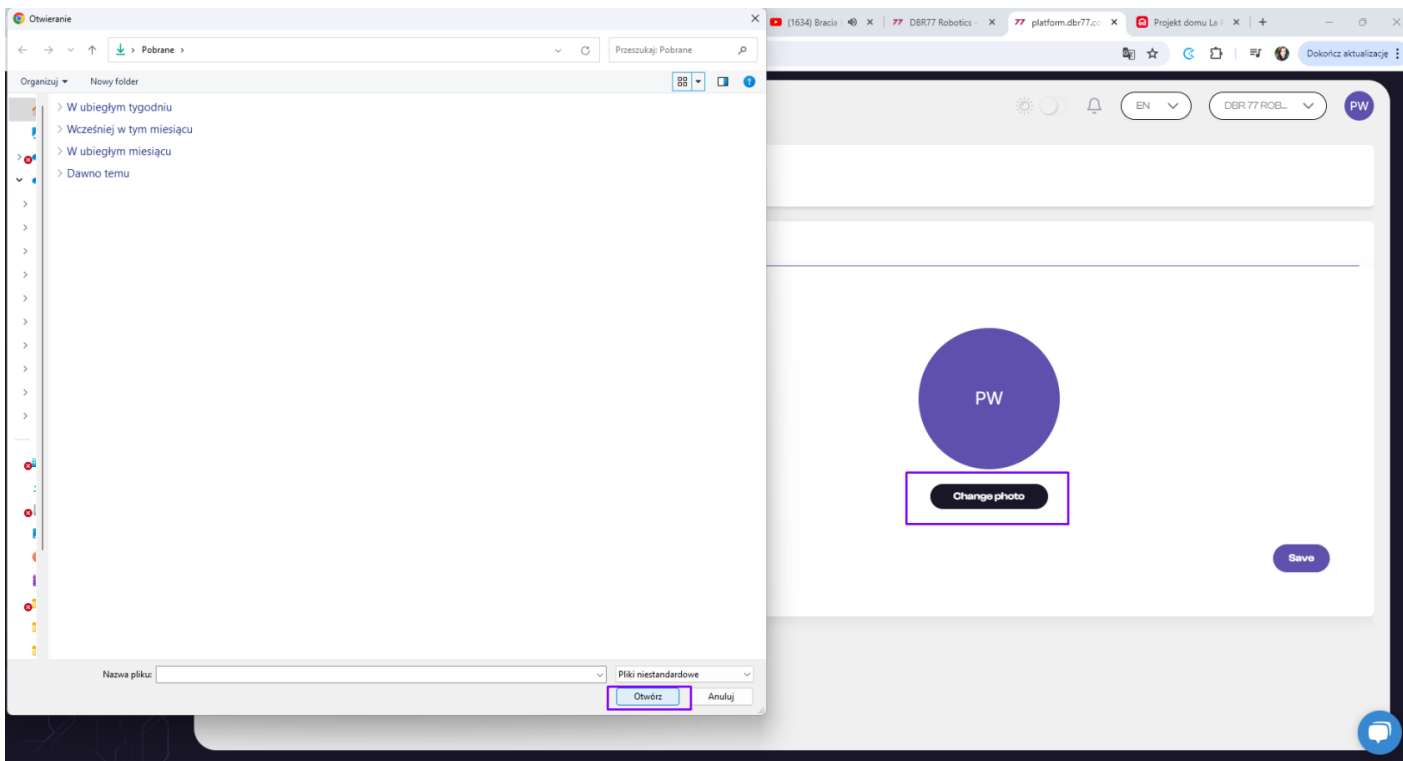 Otwieranie
(1634) Bracia
DBR77 Robotics -
platform.dbr77.co
Projekt domu La
Pobrane
Przeszukaj: Pobrane
Dokończ aktualizację
Organizuj
Nowy folder
W ubiegłym tygodniu
Wcześniej w tym miesiącu
W ubiegłym miesiącu
Dawno temu
EN
DBR 77 ROB...
PW
PW
Change photo
Save
Nazwa pliku:
Pliki niestandardowe
Otwórz
Anuluj